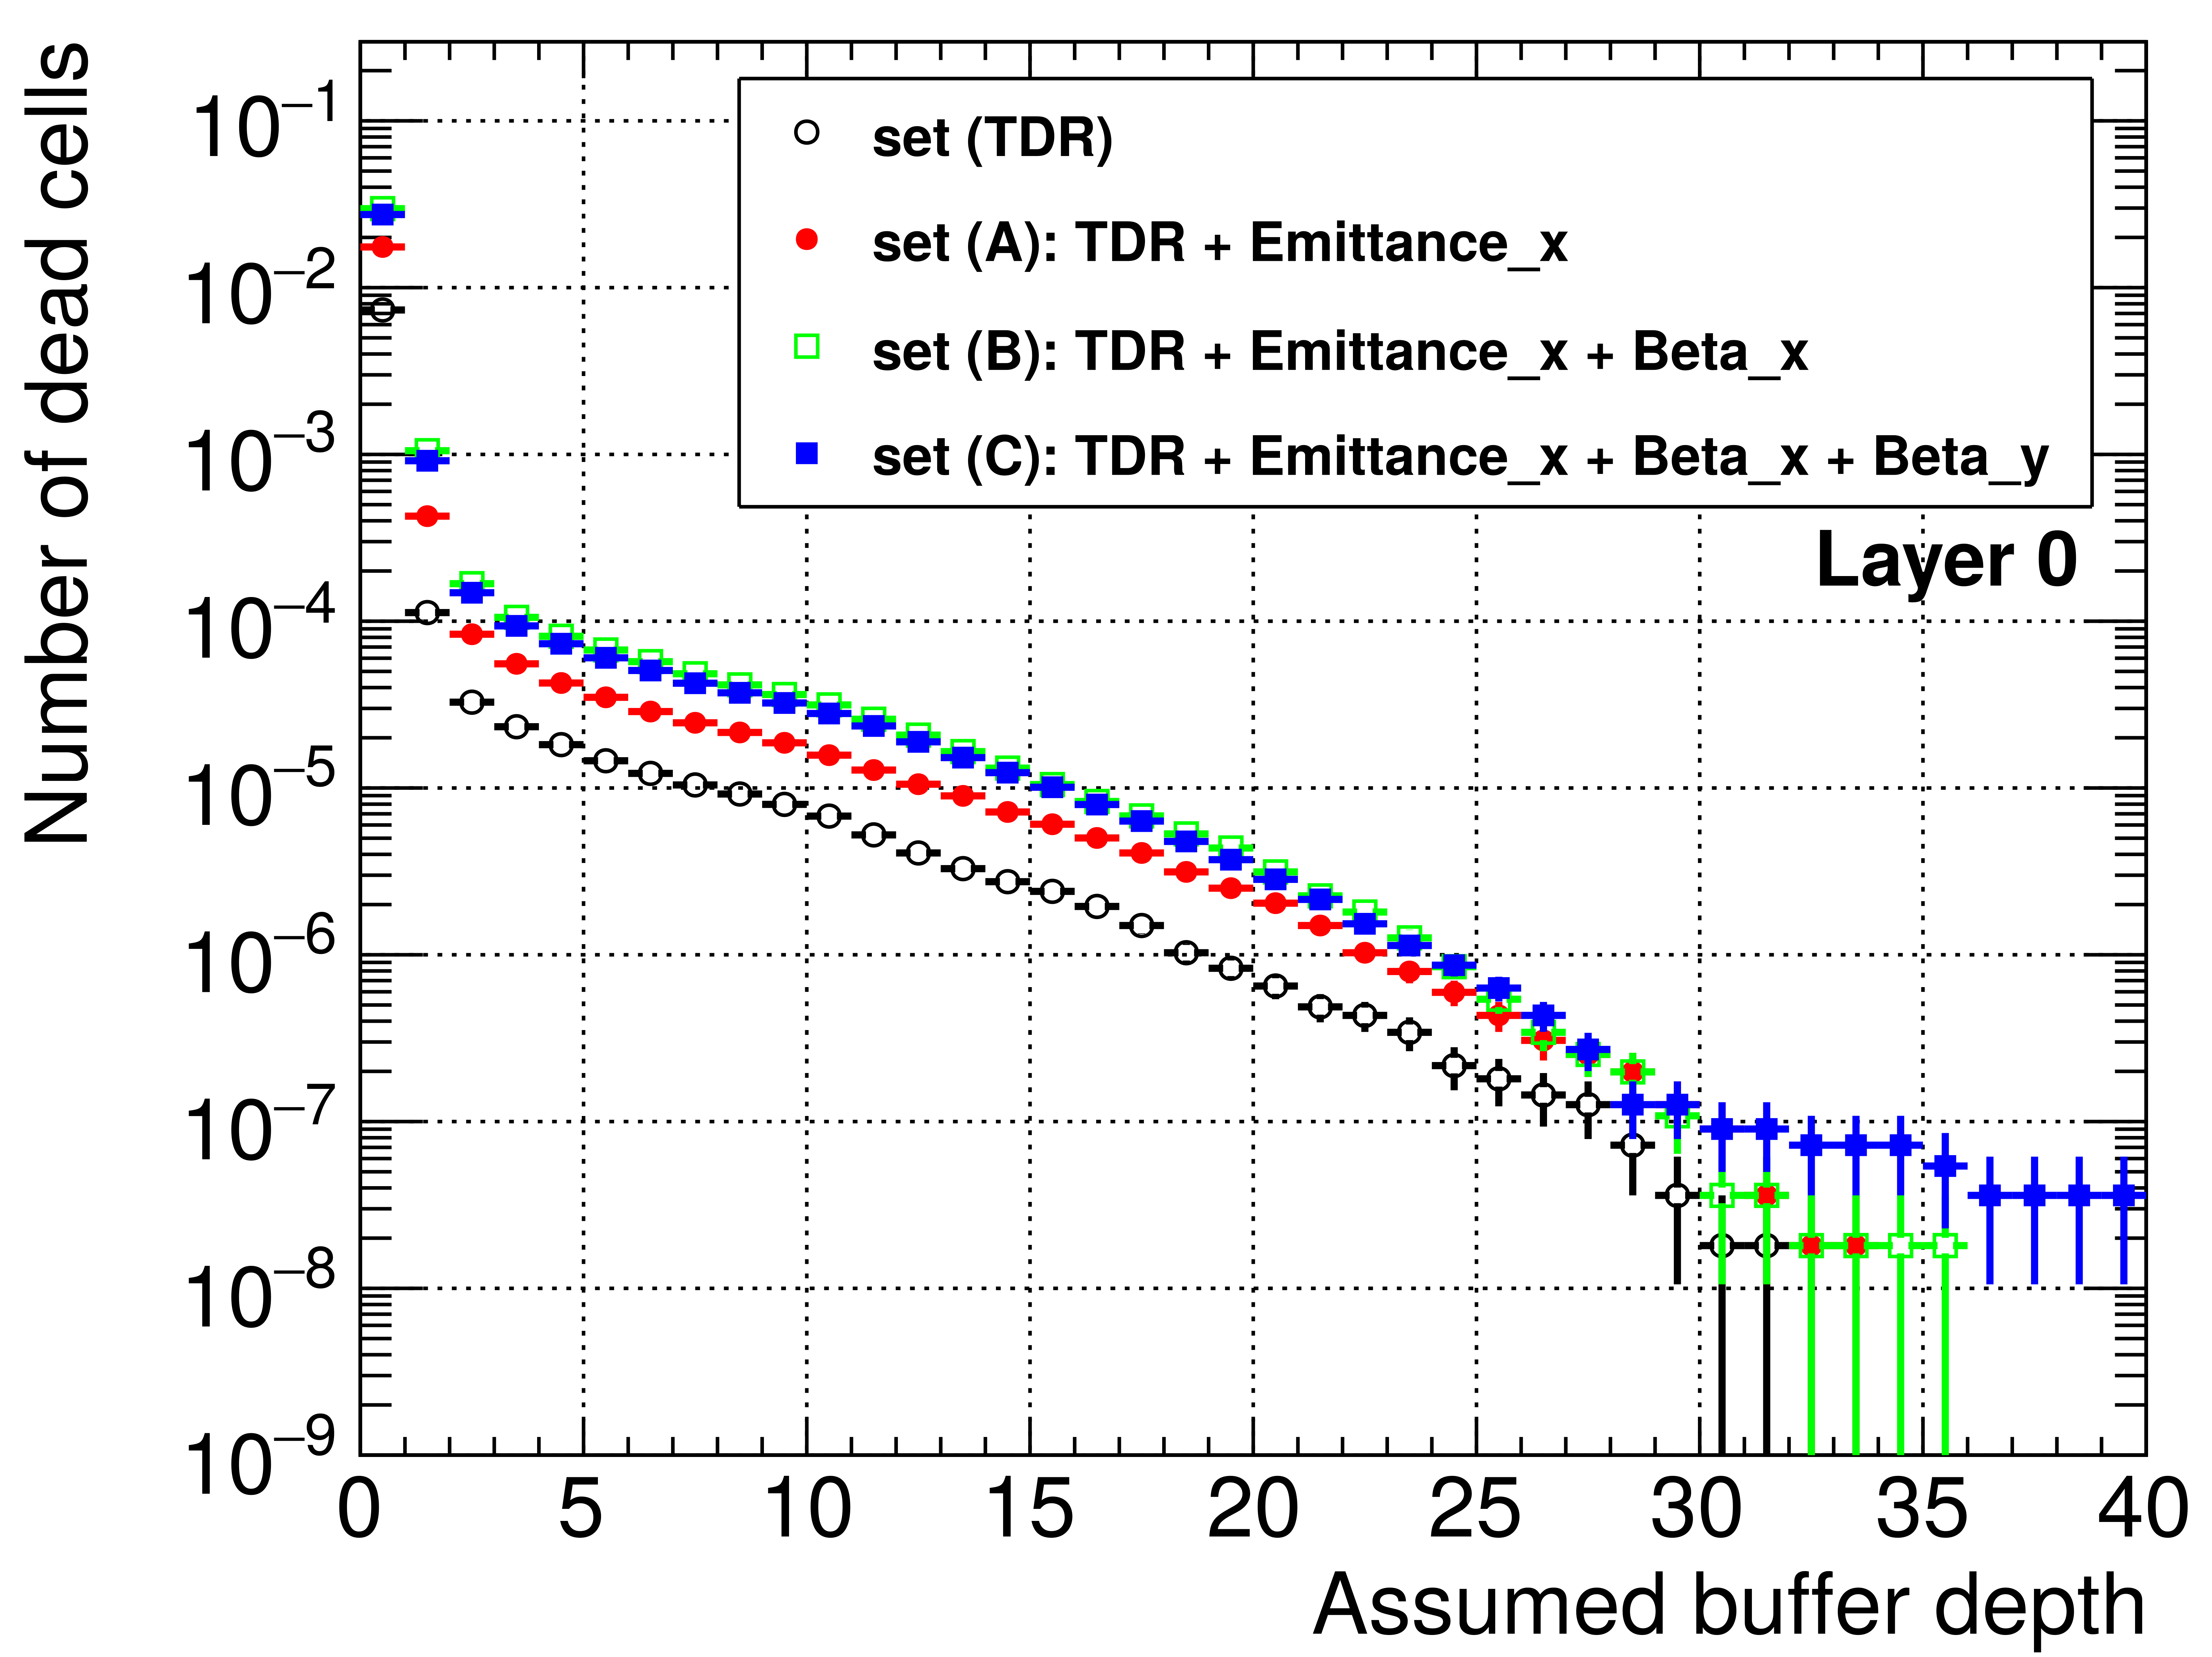 Number of dead cells
10⁻¹
10⁻²
10⁻³
10⁻⁴
10⁻⁵
10⁻⁶
10⁻⁷
10⁻⁸
10⁻⁹
set (TDR)
set (A): TDR + Emittance_x
set (B): TDR + Emittance_x + Beta_x
set (C): TDR + Emittance_x + Beta_x + Beta_y
Layer 0
0 5 10 15 20 25 30 35 40
Assumed buffer depth